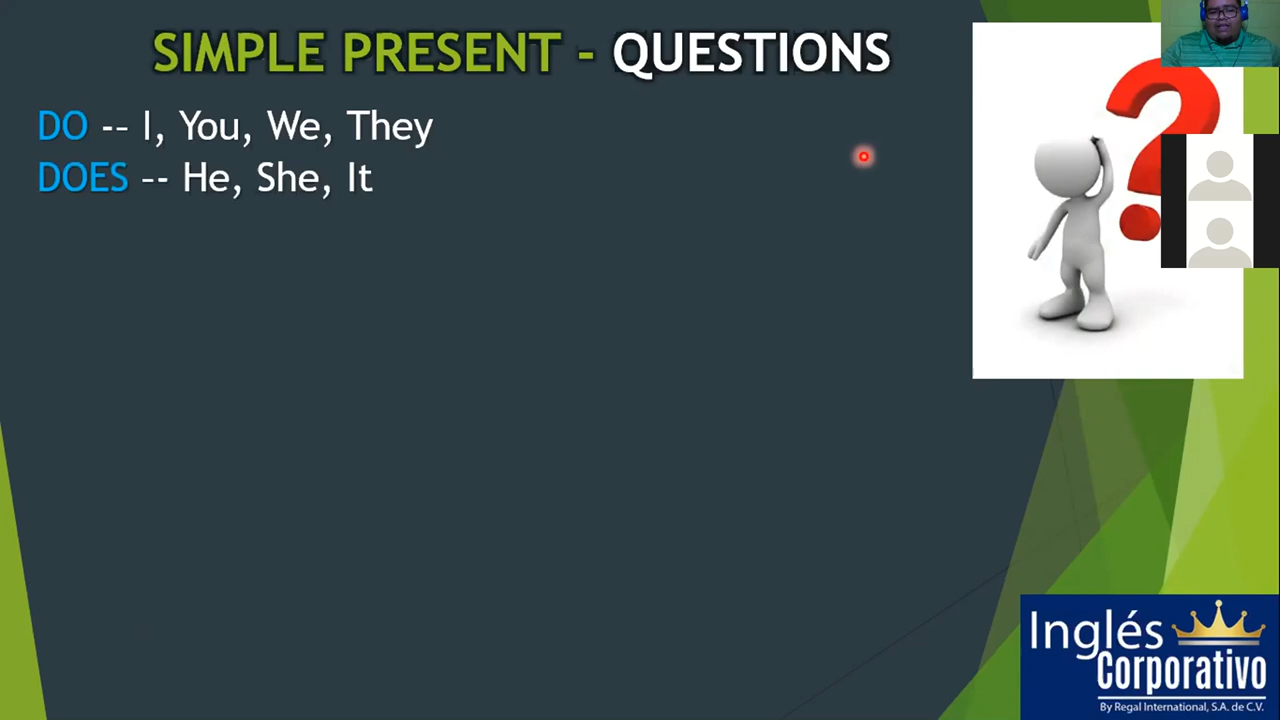 SIMPLE PRESENT - QUESTIONS
DO -- I, You, We, They
DOES -- He, She, It
Inglés
Corporativo
By Regal International, S.A. de C.V.